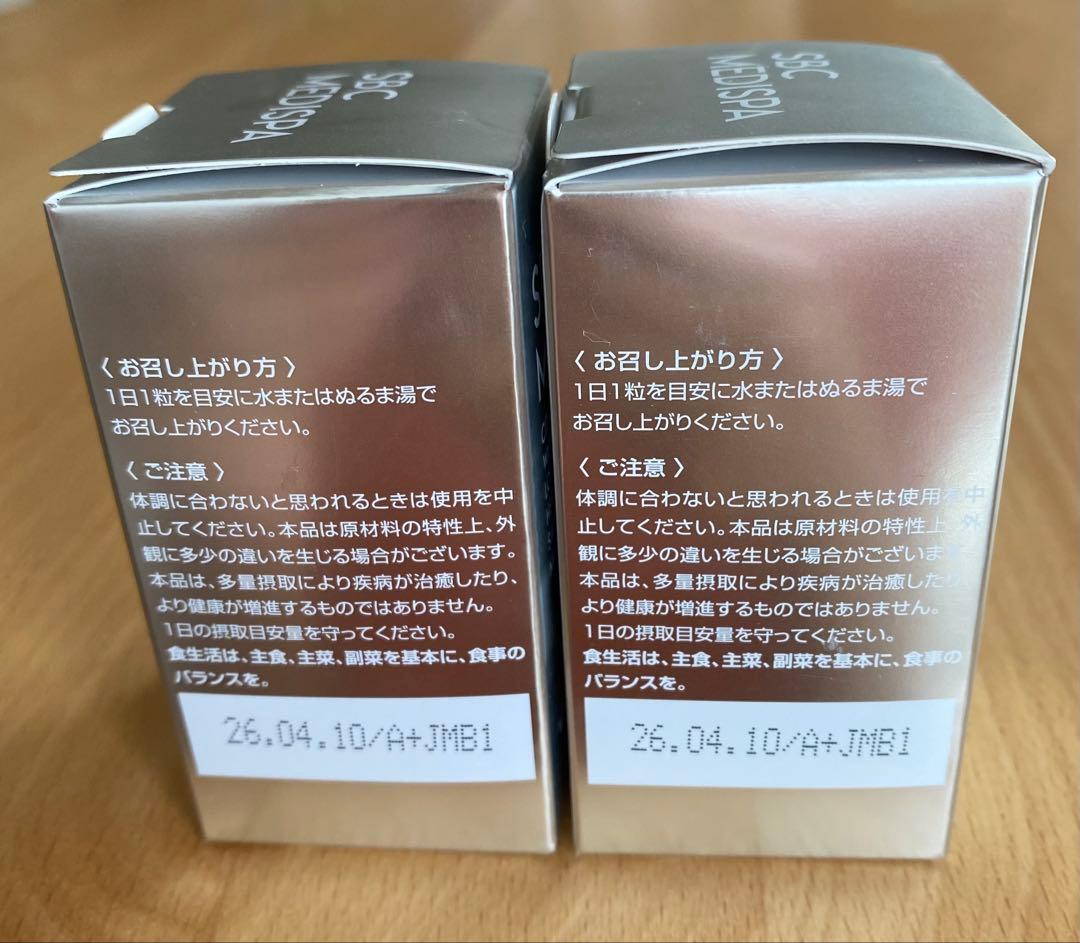 SBC
MEDISPA
〈 お召し上がり方 〉
1日1粒を目安に水またはぬるま湯で
お召し上がりください。
〈 ご注意 〉
体調に合わないと思われるときは使用を中
止してください。本品は原材料の特性上、外
観に多少の違いを生じる場合がございます。
本品は、多量摂取により疾病が治癒したり、
より健康が増進するものではありません。
1日の摂取目安量を守ってください。
食生活は、主食、主菜、副菜を基本に、食事の
バランスを。
26.04.10/A+JMB1
SBC
MEDISPA
〈 お召し上がり方 〉
1日1粒を目安に水またはぬるま湯で
お召し上がりください。
〈 ご注意 〉
体調に合わないと思われるときは使用を中
止してください。本品は原材料の特性上、外
観に多少の違いを生じる場合がございます。
本品は、多量摂取により疾病が治癒したり、
より健康が増進するものではありません。
1日の摂取目安量を守ってください。
食生活は、主食、主菜、副菜を基本に、食事の
バランスを。
26.04.10/A+JMB1